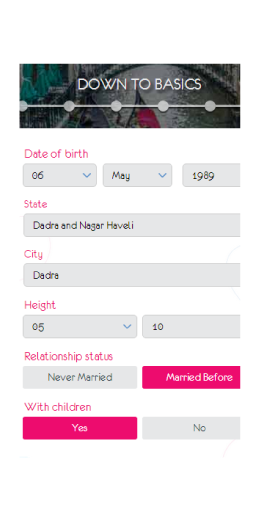 DOWN TO BASICS
Date of birth
06 May 1989
State
Dadra and Nagar Haveli
City
Dadra
Height
05 10
Relationship status
Never Married Married Before
With children
Yes No